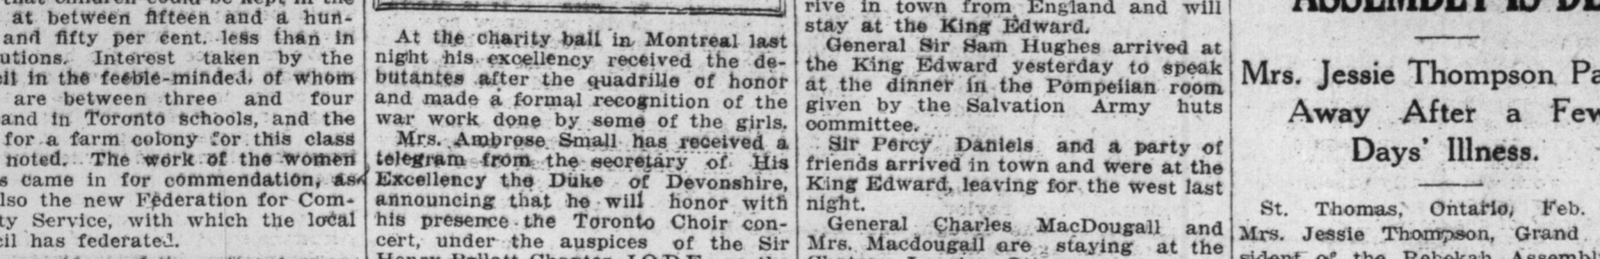 at between fifteen and a hun-
and fifty per cent. less than in
utions. Interest taken by the
cil in the feeble-minded, of whom
are between three and four
and in Toronto schools, and the
for a farm colony for this class
noted. The work of the women
s came in for commendation, as
lso the new Federation for Com-
ty Service, with which the local
cil has federated.
At the charity ball in Montreal last
night his excellency received the de-
butantes after the quadrille of honor
and made a formal recognition of the
war work done by some of the girls.
Mrs. Ambrose Small has received a
telegram from the secretary of His
Excellency the Duke of Devonshire,
announcing that he will honor with
his presence the Toronto Choir con-
cert, under the auspices of the Sir
rive in town from England and will
stay at the King Edward.
General Sir Sam Hughes arrived at
the King Edward yesterday to speak
at the dinner in the Pompeiian room
given by the Salvation Army huts
committee.
Sir Percy Daniels and a party of
friends arrived in town and were at the
King Edward, leaving for the west last
night.
General Charles MacDougall and
Mrs. Macdougall are staying at the
ASSEMBLY IS DE
Mrs. Jessie Thompson Pa
Away After a Few
Days' Illness.
St. Thomas, Ontario, Feb.
Mrs. Jessie Thompson, Grand
sident of the Rebekah Assembl